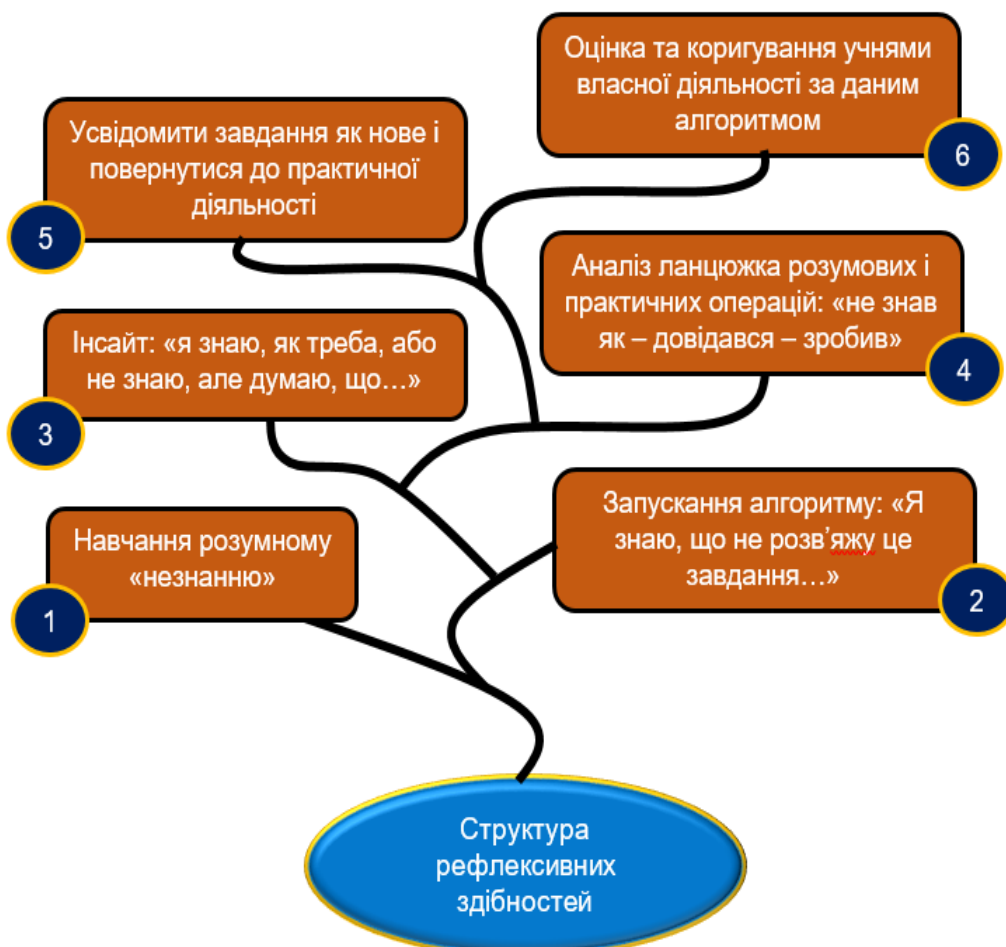 Оцінка та коригування учнями
власної діяльності за даним
алгоритмом
6
Усвідомити завдання як нове і
повернутися до практичної
діяльності
5
Аналіз ланцюжка розумових і
практичних операцій: «не знав
як – довідався – зробив»
4
Інсайт: «я знаю, як треба, або
не знаю, але думаю, що…»
3
Запускання алгоритму: «Я
знаю, що не розв’яжу це
завдання…»
2
Навчання розумному
«незнанню»
1
Структура
рефлексивних
здібностей